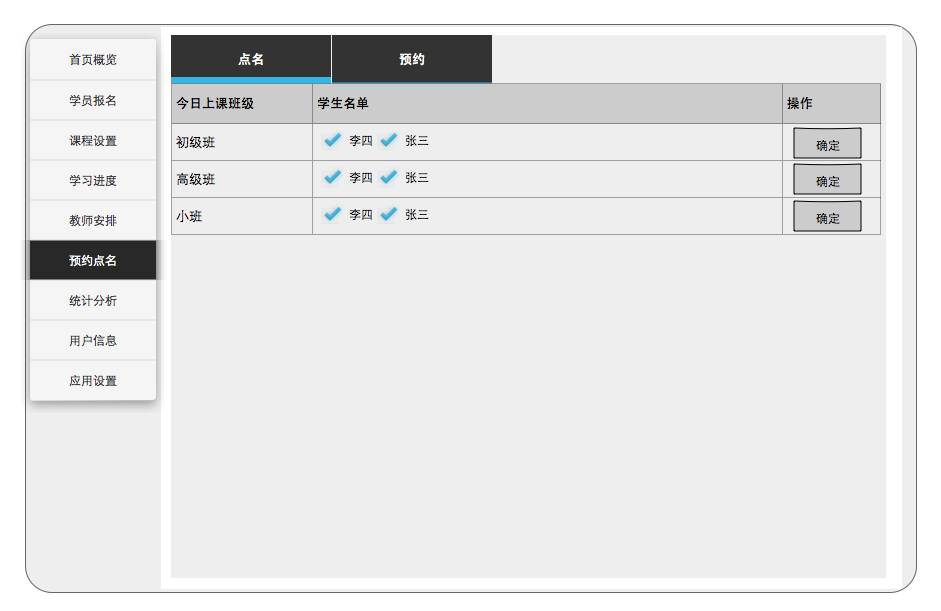 首页概览
学员报名
课程设置
学习进度
教师安排
预约点名
统计分析
用户信息
应用设置
点名 预约
今日上课班级 学生名单 操作
初级班 李四 张三 确定
高级班 李四 张三 确定
小班 李四 张三 确定